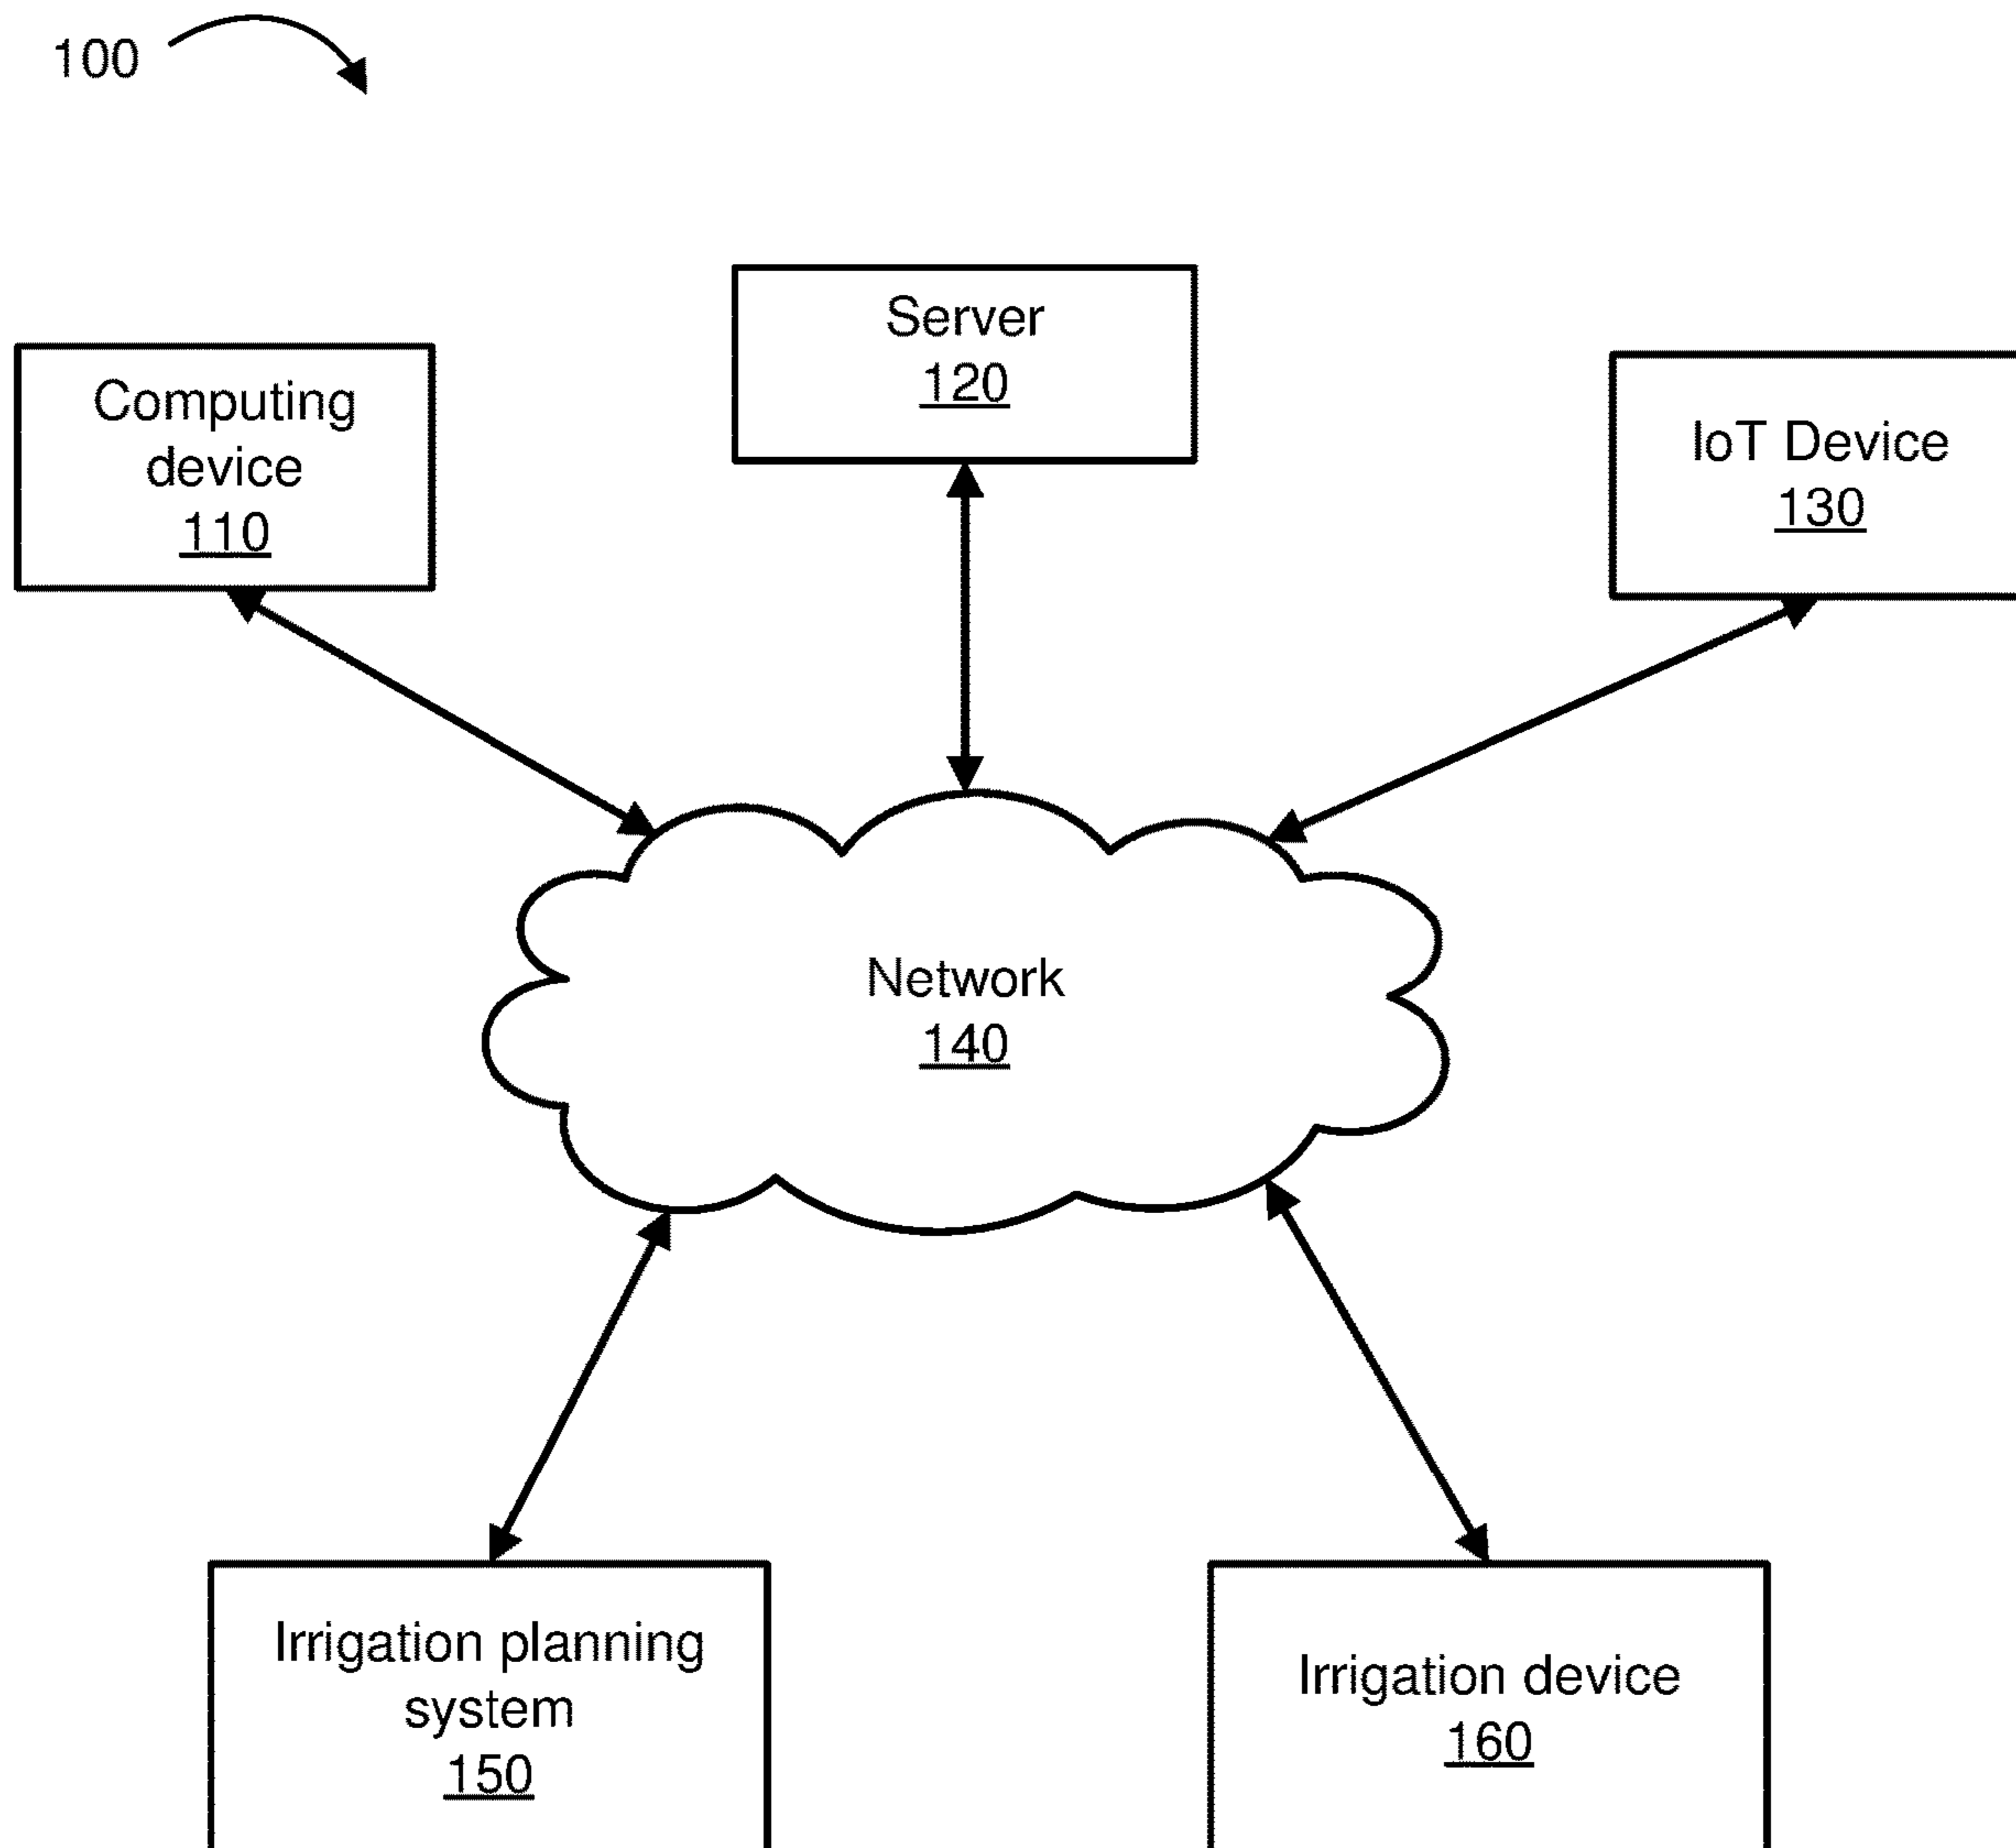 100
Server
120
Computing
device
110
IoT Device
130
Network
140
Irrigation planning
system
150
Irrigation device
160